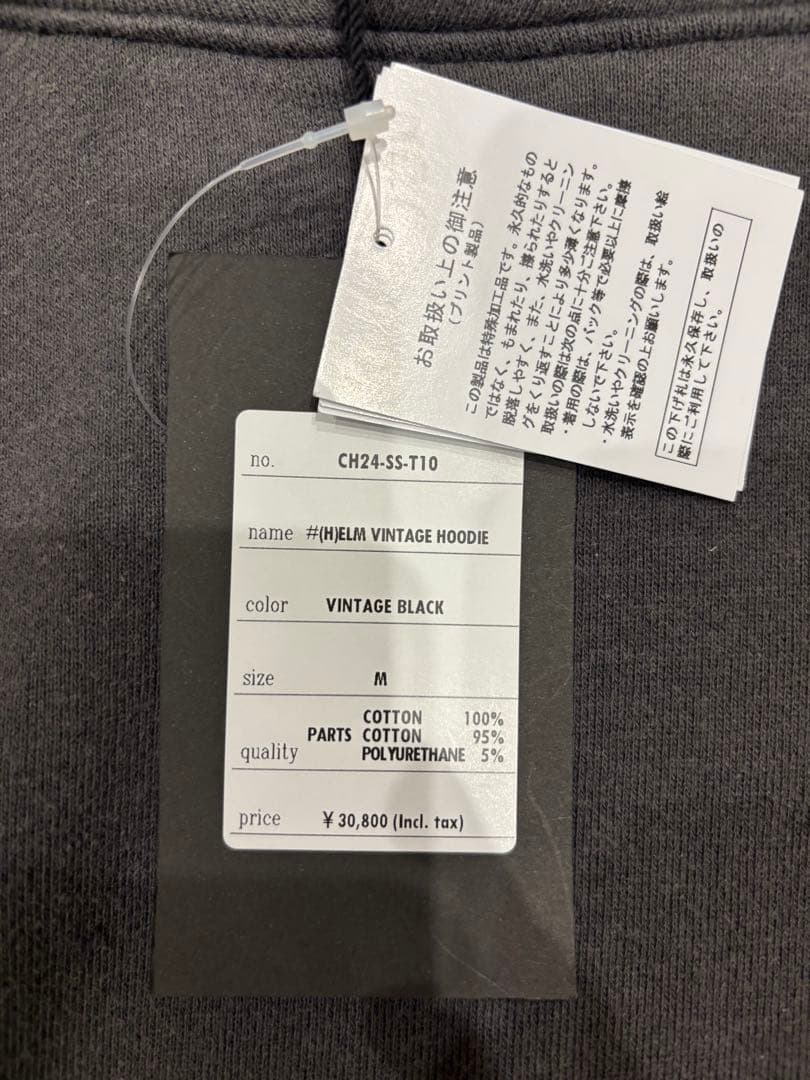 お取扱い上の御注意
(プリント製品)
この製品は特殊加工品です。永久的なもの
ではなく、もまれたり、擦られたりすると
脱落しやすく、また、水洗いやクリーニン
グをくり返すことにより多少薄くなります。
取扱いの際は次の点に十分ご注意下さい。
・着用の際は、バック等で必要以上に摩擦
しないで下さい。
・水洗いやクリーニングの際は、取扱い絵
表示を確認の上お願いします。
この下げ札は永久保存し、取扱いの
際にご利用して下さい。
no. CH24-SS-T10
name #(H)ELM VINTAGE HOODIE
color VINTAGE BLACK
size M
COTTON 100%
PARTS COTTON 95%
quality POLYURETHANE 5%
price ¥30,800 (Incl. tax)